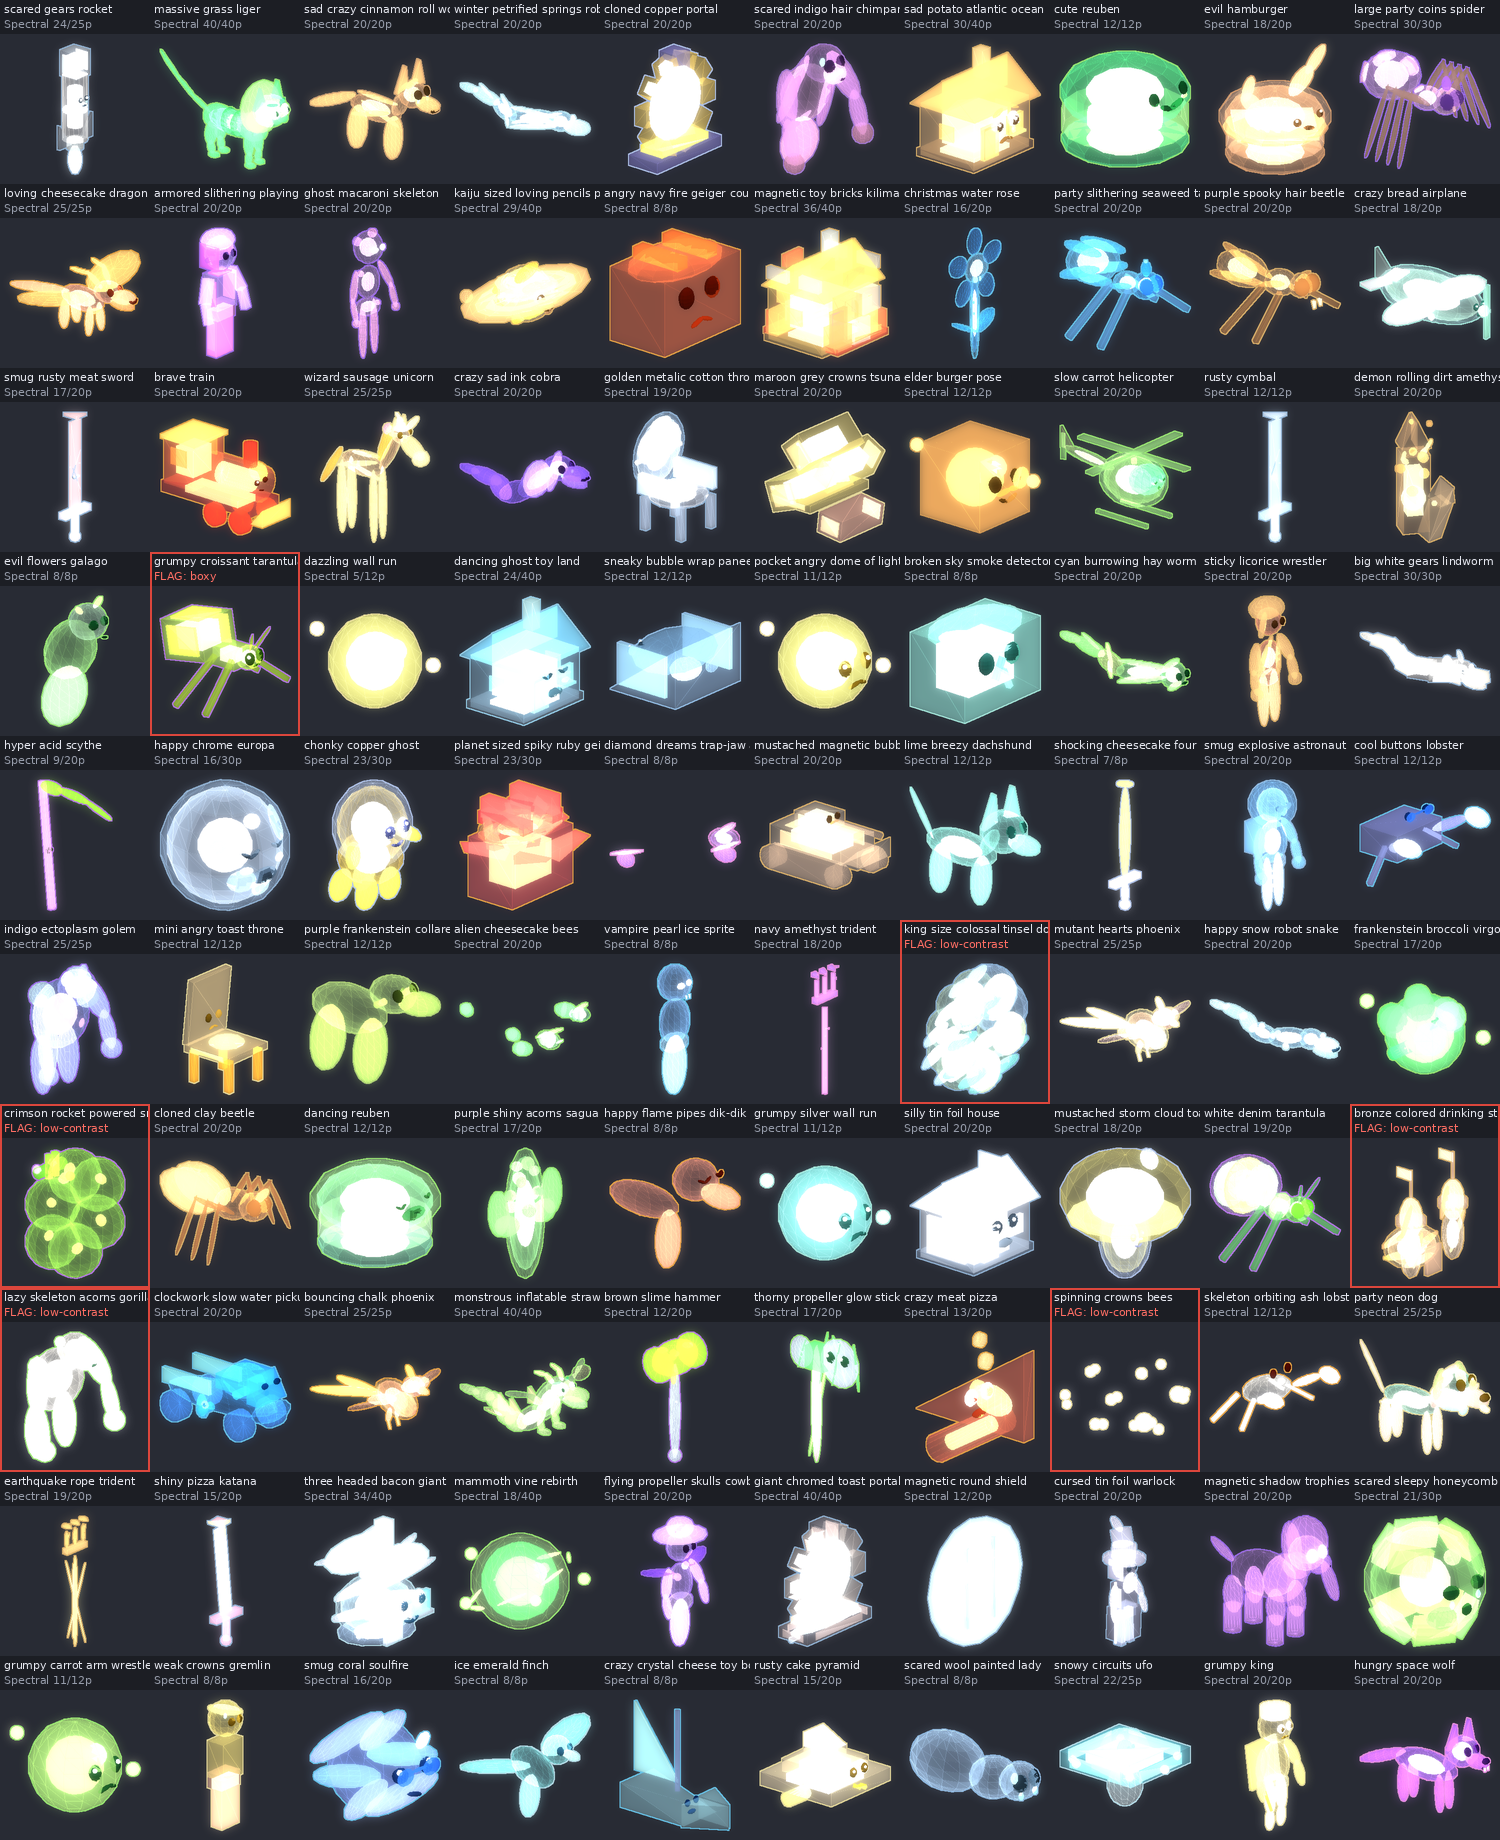 scared gears rocket
Spectral 24/25p
massive grass liger
Spectral 40/40p
sad crazy cinnamon roll
Spectral 20/20p
winter petrified springs
Spectral 20/20p
cloned copper portal
Spectral 20/20p
scared indigo hair
Spectral 20/20p
sad potato atlantic ocean
Spectral 30/40p
cute reuben
Spectral 12/12p
evil hamburger
Spectral 18/20p
large party coins spider
Spectral 30/30p
loving cheesecake dragon
Spectral 25/25p
armored slithering playing
Spectral 20/20p
ghost macaroni skeleton
Spectral 20/20p
kaiju sized loving pencils
Spectral 29/40p
angry navy fire geiger
Spectral 8/8p
magnetic toy bricks
Spectral 36/40p
christmas water rose
Spectral 16/20p
party slithering seaweed
Spectral 20/20p
purple spooky hair beetle
Spectral 20/20p
crazy bread airplane
Spectral 18/20p
smug rusty meat sword
Spectral 17/20p
brave train
Spectral 20/20p
wizard sausage unicorn
Spectral 25/25p
crazy sad ink cobra
Spectral 20/20p
golden metalic cotton
Spectral 19/20p
maroon grey crowns
Spectral 20/20p
elder burger pose
Spectral 12/12p
slow carrot helicopter
Spectral 20/20p
rusty cymbal
Spectral 12/12p
demon rolling dirt
Spectral 20/20p
evil flowers galago
Spectral 8/8p
grumpy croissant
FLAG: boxy
dazzling wall run
Spectral 5/12p
dancing ghost toy land
Spectral 24/40p
sneaky bubble wrap
Spectral 12/12p
pocket angry dome of
Spectral 11/12p
broken sky smoke detector
Spectral 8/8p
cyan burrowing hay worm
Spectral 20/20p
sticky licorice wrestler
Spectral 20/20p
big white gears lindworm
Spectral 30/30p
hyper acid scythe
Spectral 9/20p
happy chrome europa
Spectral 16/30p
chonky copper ghost
Spectral 23/30p
planet sized spiky ruby
Spectral 23/30p
diamond dreams trap-jaw
Spectral 8/8p
mustached magnetic
Spectral 20/20p
lime breezy dachshund
Spectral 12/12p
shocking cheesecake four
Spectral 7/8p
smug explosive astronaut
Spectral 20/20p
cool buttons lobster
Spectral 12/12p
indigo ectoplasm golem
Spectral 25/25p
mini angry toast throne
Spectral 12/12p
purple frankenstein
Spectral 12/12p
alien cheesecake bees
Spectral 20/20p
vampire pearl ice sprite
Spectral 8/8p
navy amethyst trident
Spectral 18/20p
king size colossal tinsel
FLAG: low-contrast
mutant hearts phoenix
Spectral 25/25p
happy snow robot snake
Spectral 20/20p
frankenstein broccoli virgo
Spectral 17/20p
crimson rocket powered
FLAG: low-contrast
cloned clay beetle
Spectral 20/20p
dancing reuben
Spectral 12/12p
purple shiny acorns
Spectral 17/20p
happy flame pipes dik-dik
Spectral 8/8p
grumpy silver wall run
Spectral 11/12p
silly tin foil house
Spectral 20/20p
mustached storm cloud
Spectral 18/20p
white denim tarantula
Spectral 19/20p
bronze colored drinking
FLAG: low-contrast
lazy skeleton acorns
FLAG: low-contrast
clockwork slow water
Spectral 20/20p
bouncing chalk phoenix
Spectral 25/25p
monstrous inflatable
Spectral 40/40p
brown slime hammer
Spectral 12/20p
thorny propeller glow stick
Spectral 17/20p
crazy meat pizza
Spectral 13/20p
spinning crowns bees
FLAG: low-contrast
skeleton orbiting ash
Spectral 12/12p
party neon dog
Spectral 25/25p
earthquake rope trident
Spectral 19/20p
shiny pizza katana
Spectral 15/20p
three headed bacon giant
Spectral 34/40p
mammoth vine rebirth
Spectral 18/40p
flying propeller skulls
Spectral 20/20p
giant chromed toast portal
Spectral 40/40p
magnetic round shield
Spectral 12/20p
cursed tin foil warlock
Spectral 20/20p
magnetic shadow trophies
Spectral 20/20p
scared sleepy honeycomb
Spectral 21/30p
grumpy carrot arm
Spectral 11/12p
weak crowns gremlin
Spectral 8/8p
smug coral soulfire
Spectral 16/20p
ice emerald finch
Spectral 8/8p
crazy crystal cheese toy
Spectral 8/8p
rusty cake pyramid
Spectral 15/20p
scared wool painted lady
Spectral 8/8p
snowy circuits ufo
Spectral 22/25p
grumpy king
Spectral 20/20p
hungry space wolf
Spectral 20/20p